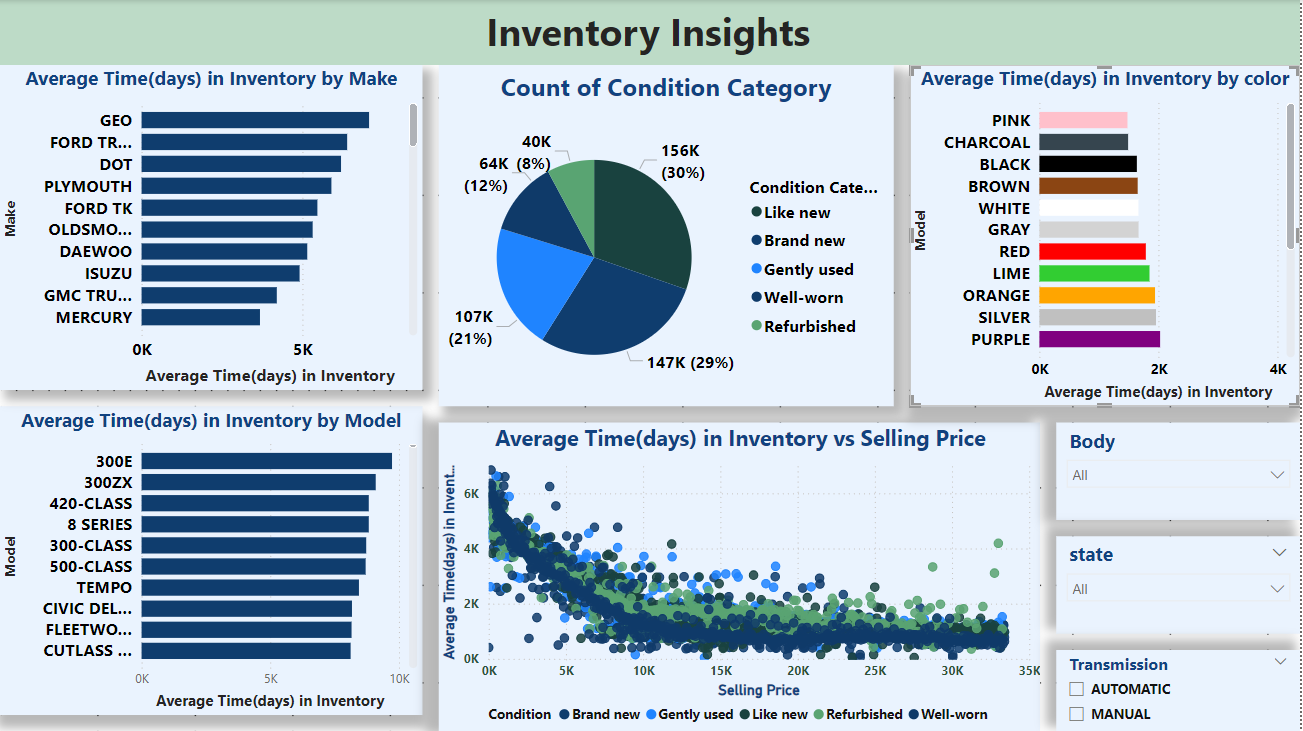 Inventory Insights
Average Time(days) in Inventory by Make
Make
GEO
FORD TR...
DOT
PLYMOUTH
FORD TK
OLDSMO...
DAEWOO
ISUZU
GMC TRU...
MERCURY
0K 5K
Average Time(days) in Inventory
Count of Condition Category
40K
(8%)
64K
(12%)
156K
(30%)
107K
(21%)
147K (29%)
Condition Cate...
Like new
Brand new
Gently used
Well-worn
Refurbished
Average Time(days) in Inventory by color
Model
PINK
CHARCOAL
BLACK
BROWN
WHITE
GRAY
RED
LIME
ORANGE
SILVER
PURPLE
0K 2K 4K
Average Time(days) in Inventory
Average Time(days) in Inventory by Model
Model
300E
300ZX
420-CLASS
8 SERIES
300-CLASS
500-CLASS
TEMPO
CIVIC DEL...
FLEETWO...
CUTLASS ...
0K 5K 10K
Average Time(days) in Inventory
Average Time(days) in Inventory vs Selling Price
Average Time(days) in Invent...
6K
4K
2K
0K
0K 5K 10K 15K 20K 25K 30K 35K
Selling Price
Condition Brand new Gently used Like new Refurbished Well-worn
Body
All
state
All
Transmission
AUTOMATIC
MANUAL